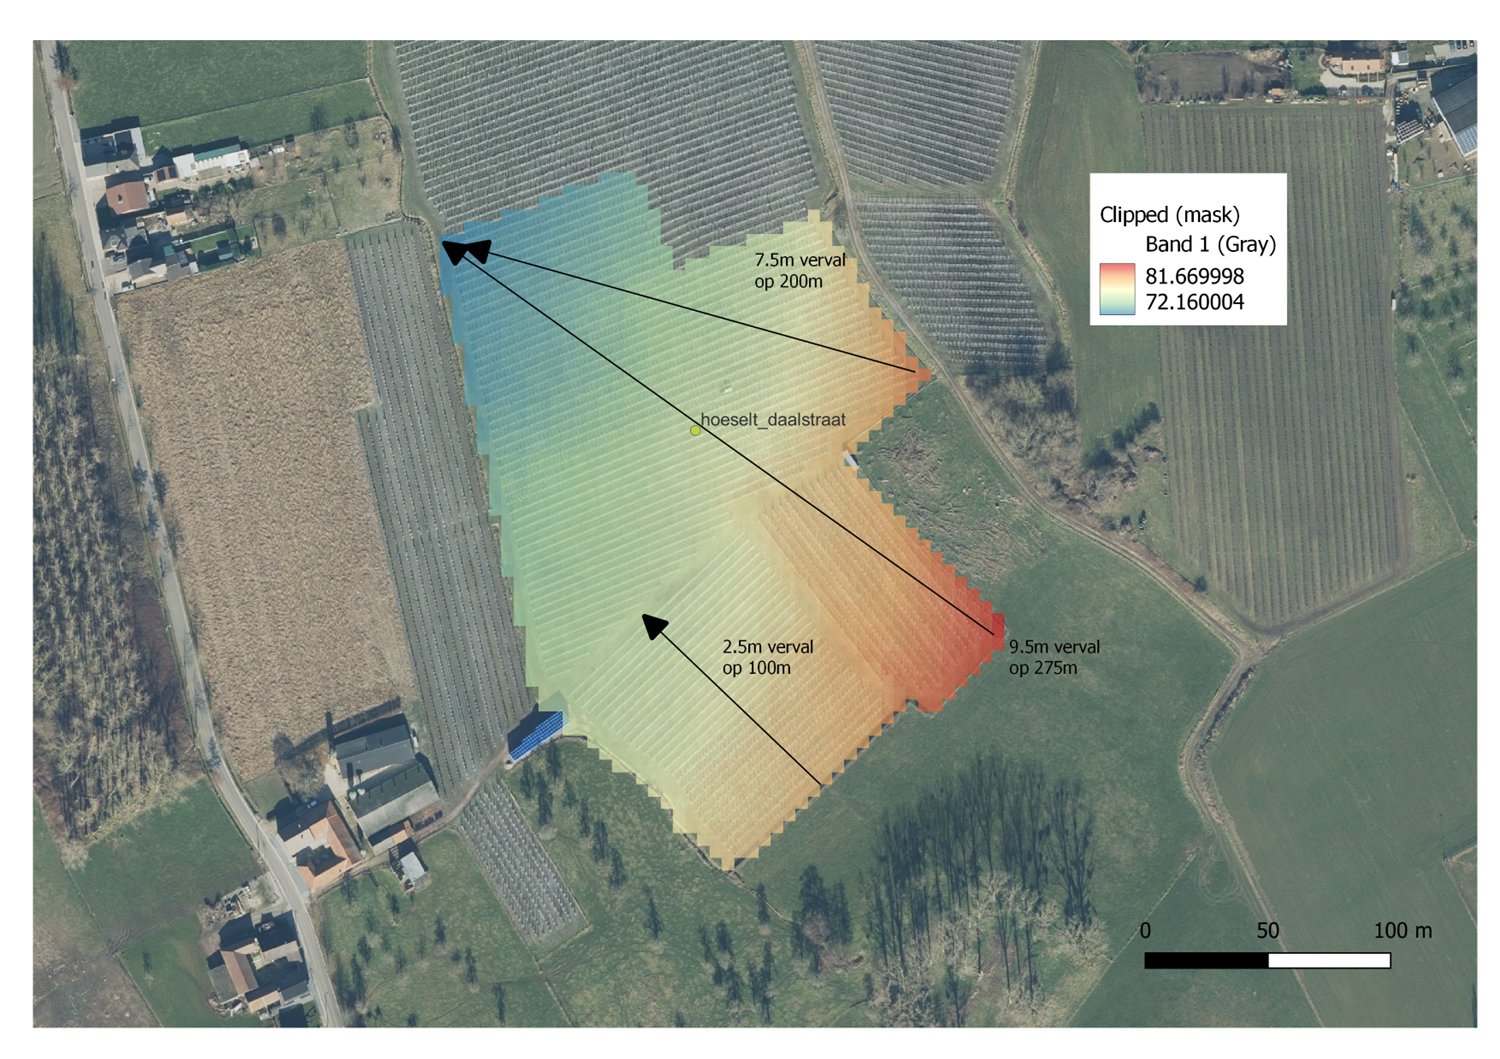 Clipped (mask)
Band 1 (Gray)
81.669998
72.160004
7.5m verval
op 200m
hoeselt_daalstraat
2.5m verval
op 100m
9.5m verval
op 275m
0 50 100 m